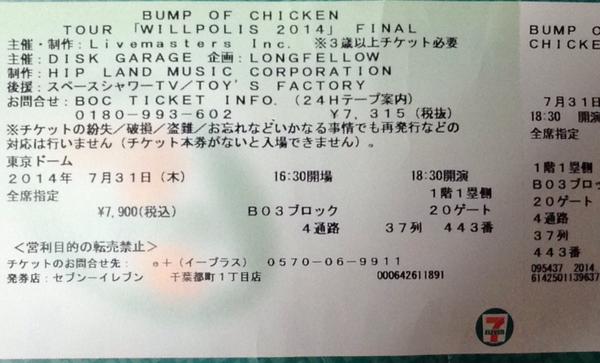 BUMP OF CHICKEN
TOUR 「WILLPOLIS 2014」 FINAL
主催・制作：Livemasters Inc. ※3歳以上チケット必要
主催：DISK GARAGE 企画：LONGFELLOW
制作：HIP LAND MUSIC CORPORATION
後援：スペースシャワーTV／TOY'S FACTORY
お問合せ：BOC TICKET INFO.（24Hテープ案内）
0180-993-602 ¥7,315(税抜)
※チケットの紛失／破損／盗難／お忘れなどいかなる事情でも再発行などの
対応は行いません（チケット本券がないと入場できません）。
東京ドーム
2014年 7月31日（木） 16:30開場 18:30開演
全席指定 1階1塁側
¥7,900(税込) B03ブロック 20ゲート
4通路 37列 443番
＜営利目的の転売禁止＞
チケットのお問合せ先： e+（イープラス） 0570-06-9911
発券店：セブン－イレブン 千葉都町1丁目店 000642611891
7
ELEVEN
BUMP OF
CHICKEN
7月31日
18:30 開演
全席指定
1階1塁側
B03ブロック
20ゲート
4通路
37列
443番
095437 2014
6142501139637